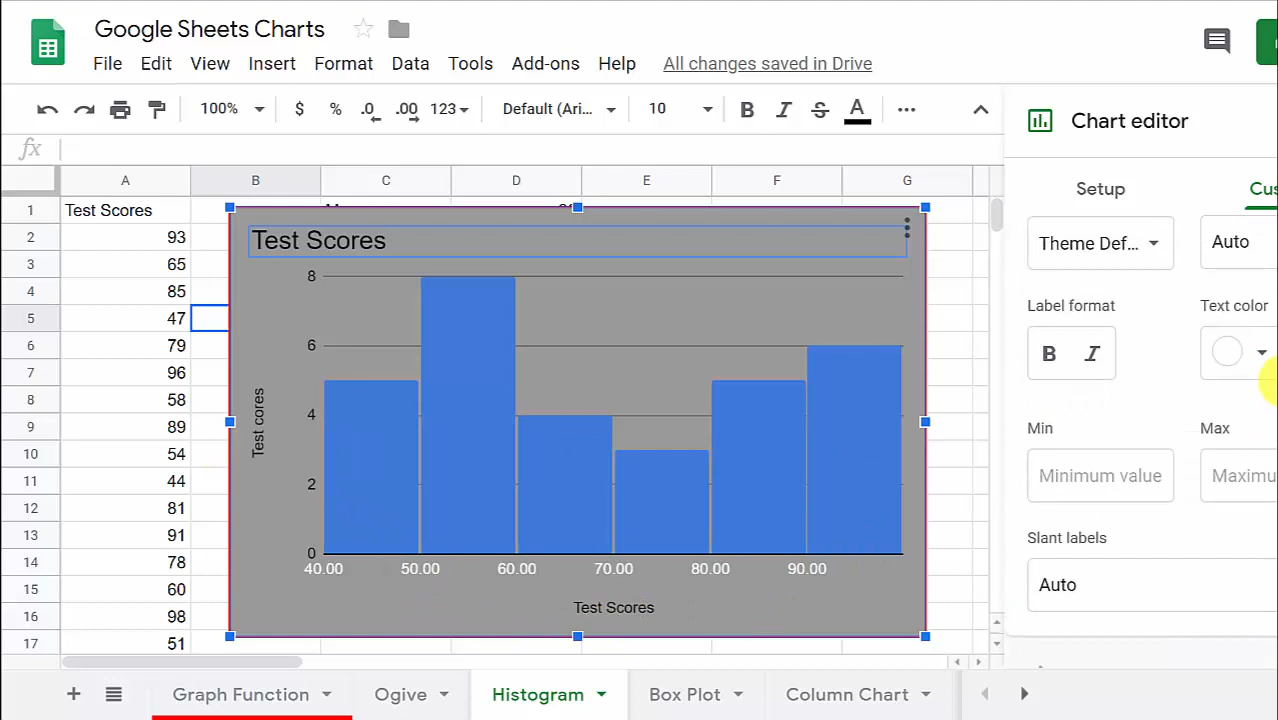 Google Sheets Charts
File Edit View Insert Format Data Tools Add-ons Help All changes saved in Drive
100% $ % .0 .00 123 Default (Ari... 10 B I S A
Chart editor
fx
Setup
A B C D E F G
Theme Def... Auto
1 Test Scores
2 93
3 65
4 85
5 47
6 79
7 96
8 58
9 89
10 54
11 44
12 81
13 91
14 78
15 60
16 98
17 51
Test Scores
8
6
4
2
0
Test cores
40.00 50.00 60.00 70.00 80.00 90.00
Test Scores
Label format Text color
B I
Min Max
Minimum value
Slant labels
Auto
+ Graph Function Ogive Histogram Box Plot Column Chart